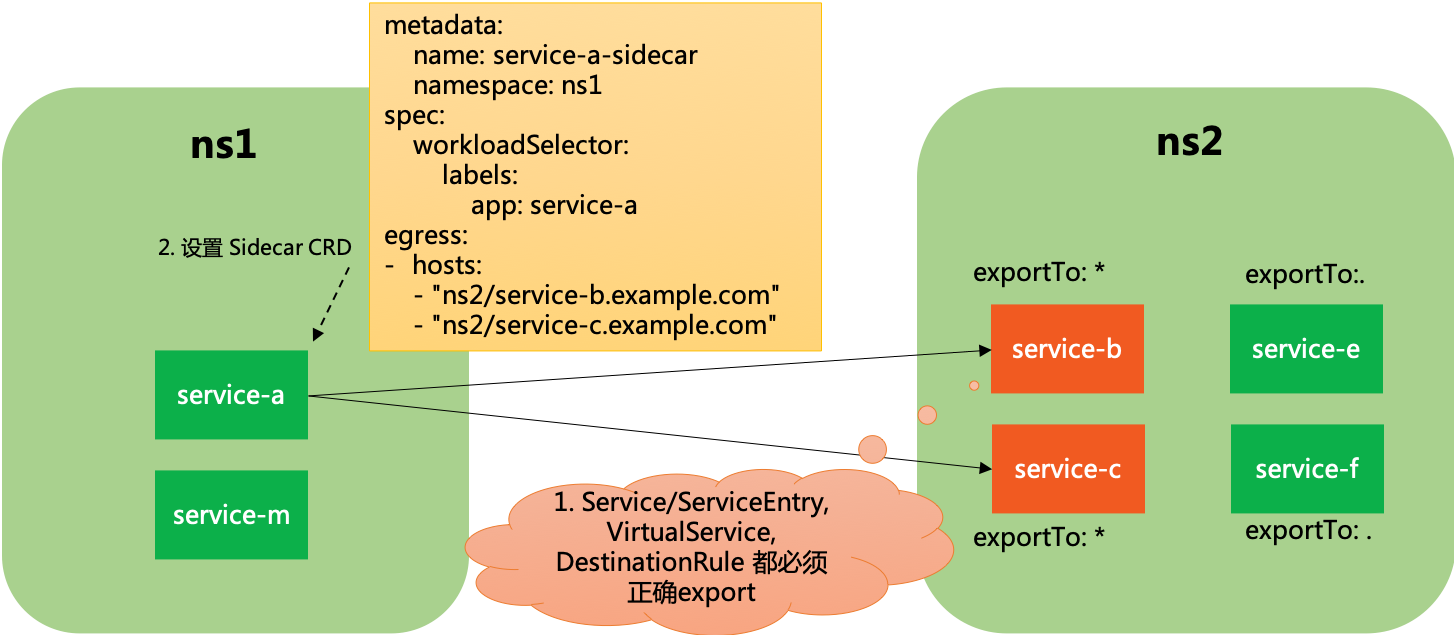 metadata:
name: service-a-sidecar
namespace: ns1
spec:
workloadSelector:
labels:
app: service-a
egress:
- hosts:
- "ns2/service-b.example.com"
- "ns2/service-c.example.com"
ns1
2. 设置 Sidecar CRD
service-a
service-m
1. Service/ServiceEntry,
VirtualService,
DestinationRule 都必须
正确export
ns2
exportTo: *
exportTo:.
service-b
service-e
service-c
service-f
exportTo: *
exportTo: .